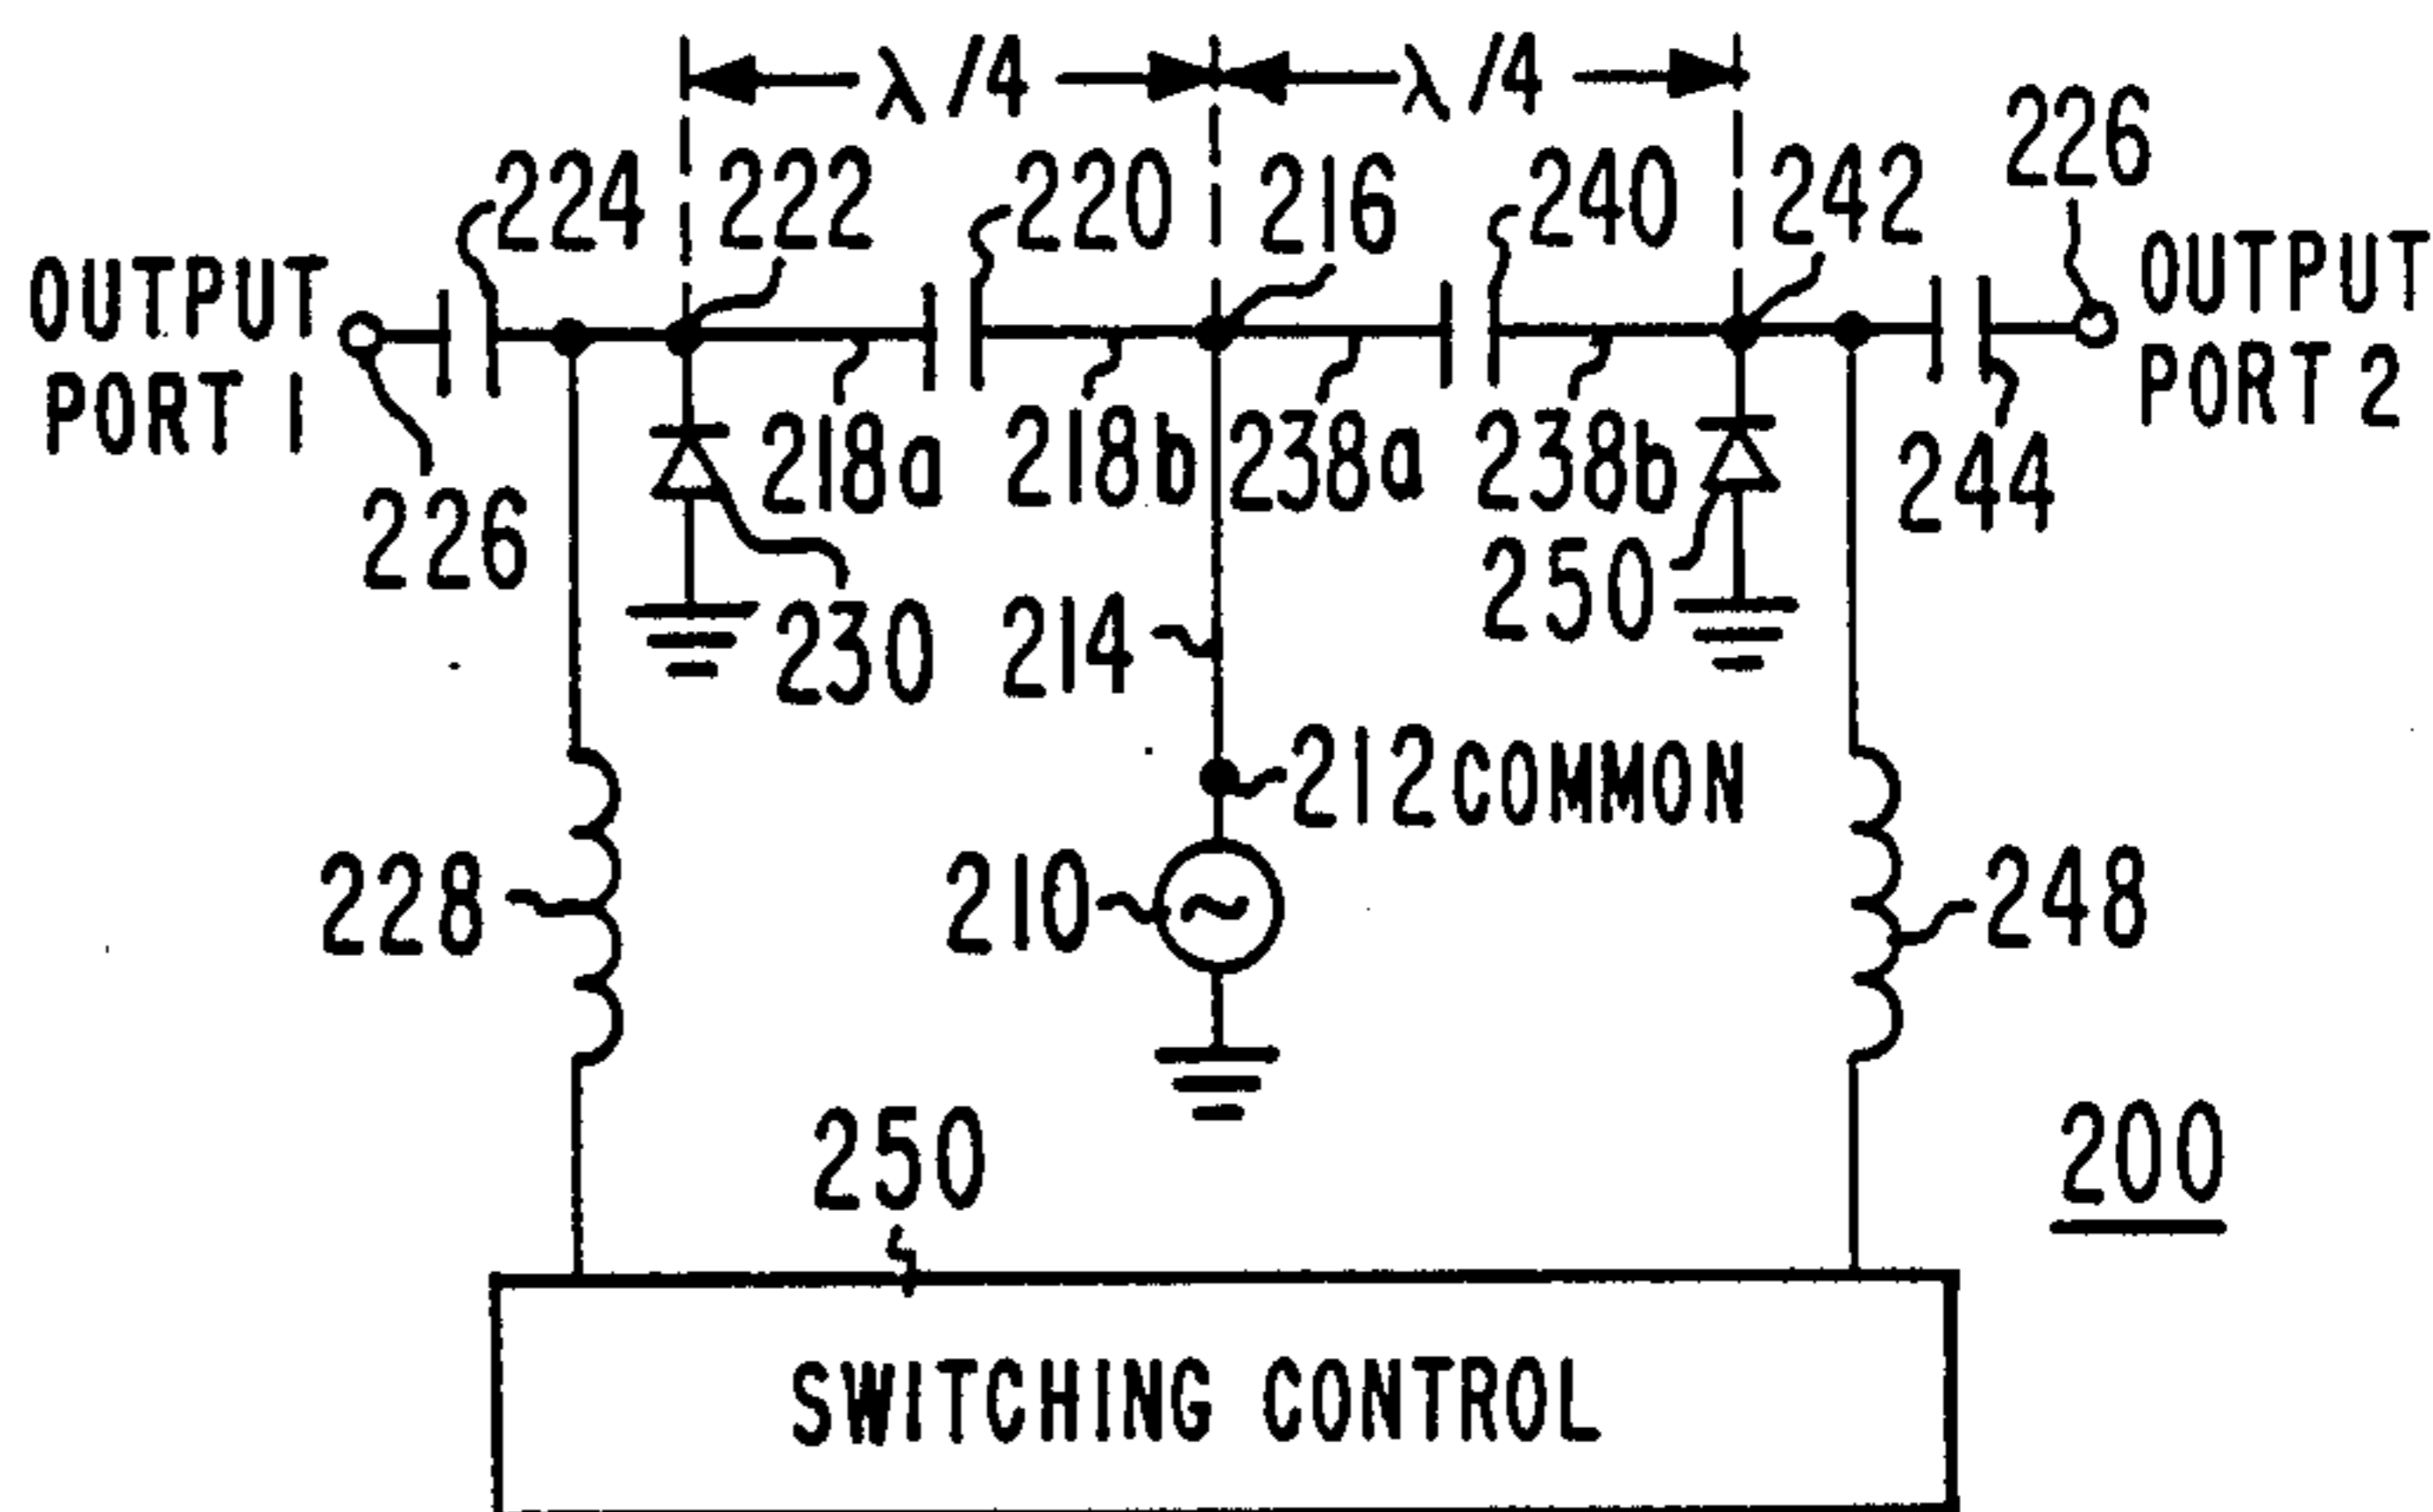 λ/4 λ/4
224 222 220 216 240 242 226
OUTPUT PORT 1
OUTPUT PORT 2
226
230
218a 218b 238a 238b
250
244
214
212 COMMON
228
210
248
250
200
SWITCHING CONTROL